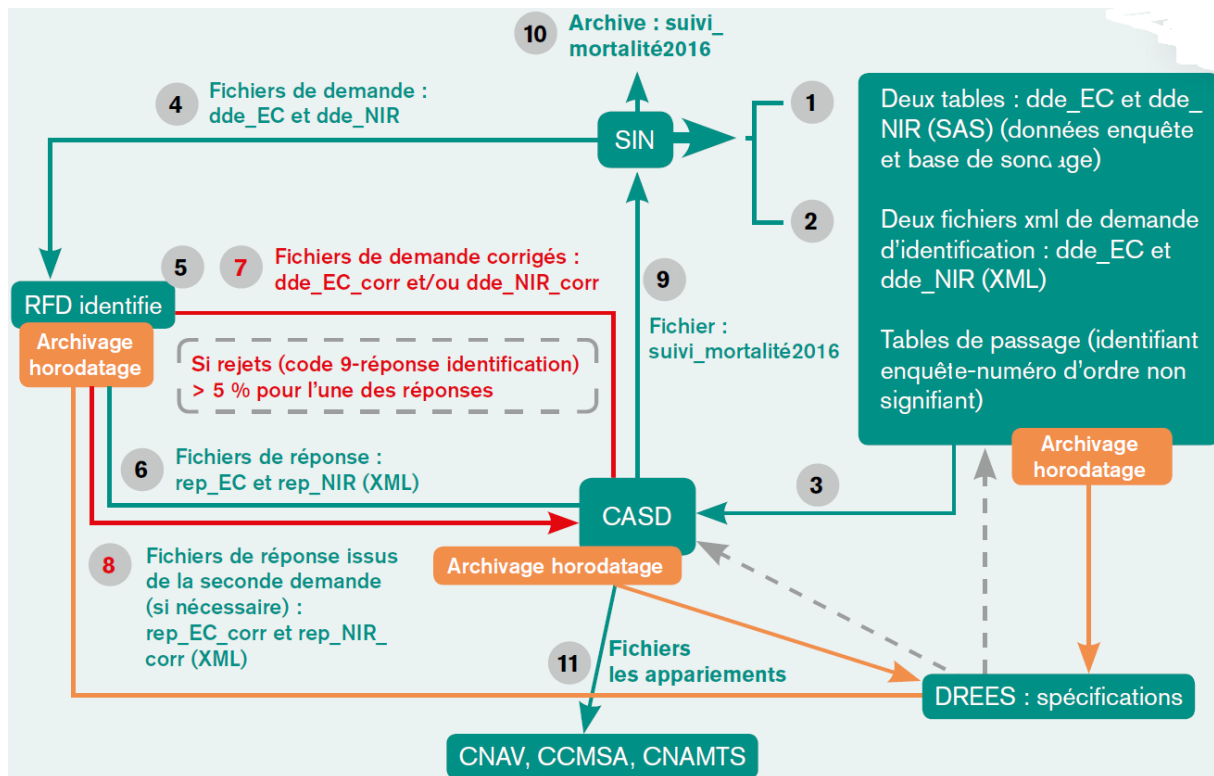 10
Archive : suivi_
mortalité2016
4
Fichiers de demande :
dde_EC et dde_NIR
SIN
1
Deux tables : dde_EC et dde_
NIR (SAS) (données enquête
et base de sondage)
2
Deux fichiers xml de demande
d'identification : dde_EC et
dde_NIR (XML)
Tables de passage (identifiant
enquête-numéro d'ordre non
signifiant)
Archivage
horodatage
5
7
Fichiers de demande corrigés :
dde_EC_corr et/ou dde_NIR_corr
RFD identifie
Archivage
horodatage
Si rejets (code 9-réponse identification)
> 5 % pour l'une des réponses
9
Fichier :
suivi_mortalité2016
6
Fichiers de réponse :
rep_EC et rep_NIR (XML)
3
CASD
Archivage horodatage
8
Fichiers de réponse issus
de la seconde demande
(si nécessaire) :
rep_EC_corr et rep_NIR_
corr (XML)
11
Fichiers
les appariements
DREES : spécifications
CNAV, CCMSA, CNAMTS